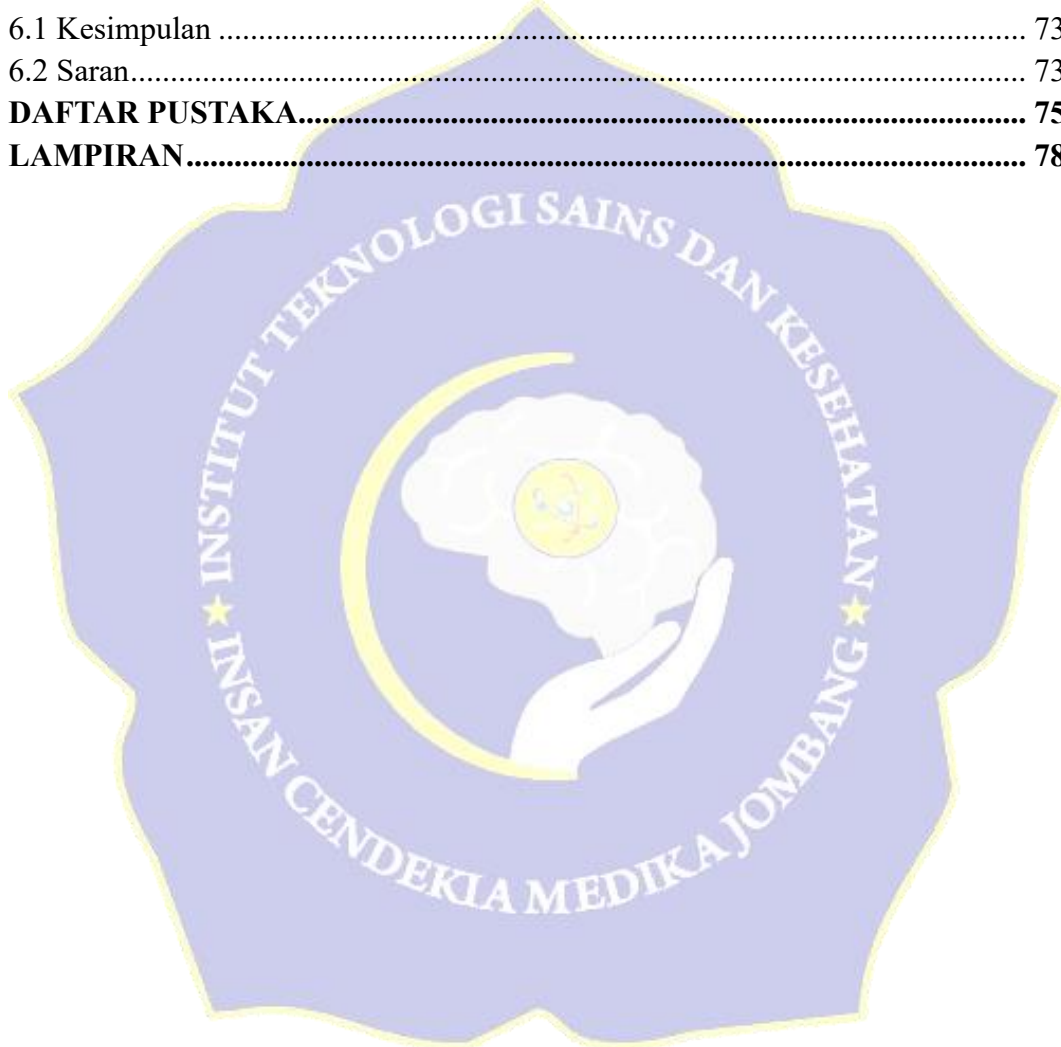 6.1 Kesimpulan ........................................................................................................ 73
6.2 Saran................................................................................................................... 73
DAFTAR PUSTAKA............................................................................................ 75
LAMPIRAN.......................................................................................................... 78
INSTITUT TEKNOLOGI SAINS DAN KESEHATAN
★ INSAN CENDEKIA MEDIKA JOMBANG ★